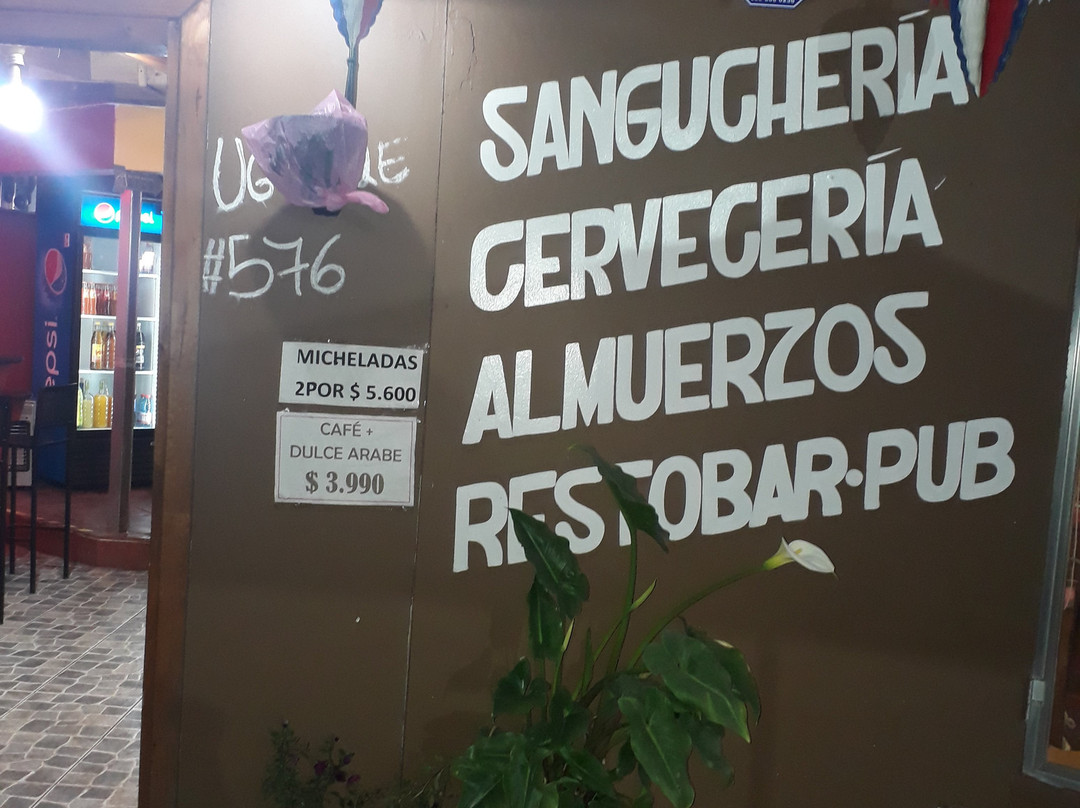 SANGUCHERÍA
CERVECERÍA
ALMUERZOS
RESTOBAR·PUB
#576
MICHELADAS
2POR $ 5.600
CAFÉ +
DULCE ARABE
$ 3.990
pepsi